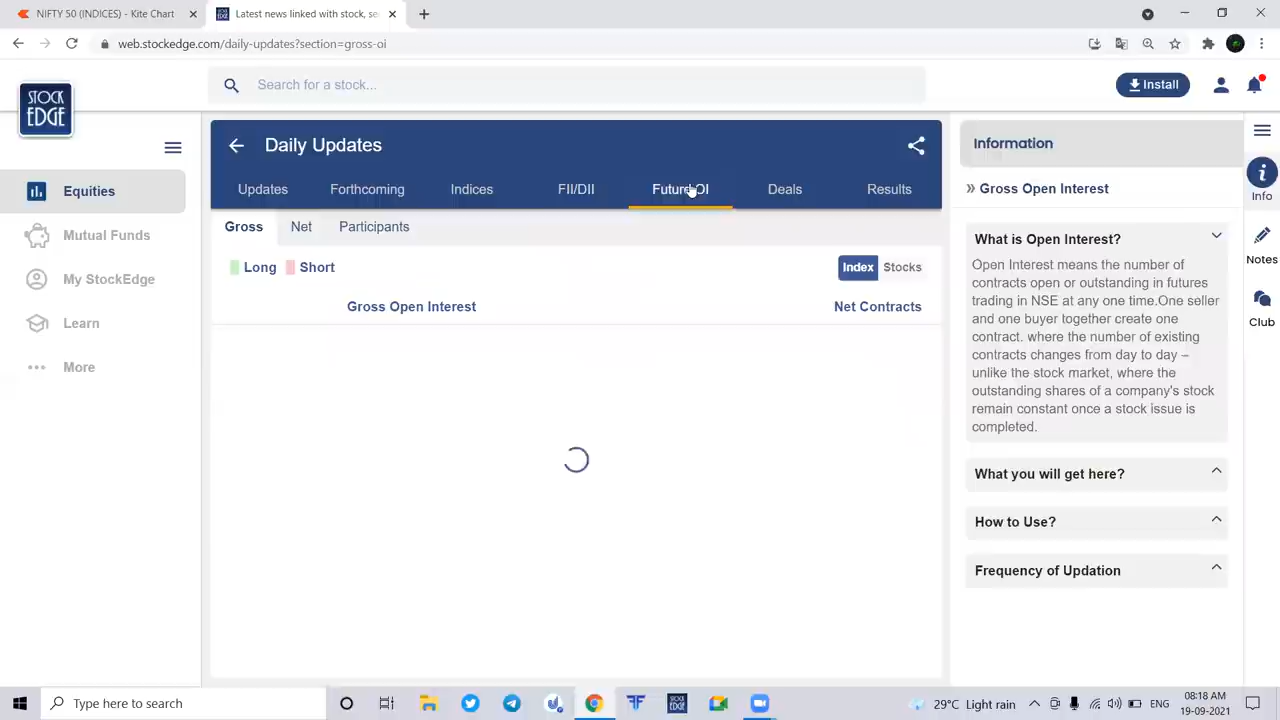 NIFTY 50 (INDICES) - Kite Chart
Latest news linked with stock, se
web.stockedge.com/daily-updates?section=gross-oi
STOCK
EDGE
Search for a stock...
Install
Equities
Mutual Funds
My StockEdge
Learn
More
Daily Updates
Updates
Forthcoming
Indices
FII/DII
Future OI
Deals
Results
Gross
Net
Participants
Long
Short
Index
Stocks
Gross Open Interest
Net Contracts
Information
» Gross Open Interest
What is Open Interest?
Open Interest means the number of
contracts open or outstanding in futures
trading in NSE at any one time.One seller
and one buyer together create one
contract. where the number of existing
contracts changes from day to day –
unlike the stock market, where the
outstanding shares of a company's stock
remain constant once a stock issue is
completed.
What you will get here?
How to Use?
Frequency of Updation
Info
Notes
Club
Type here to search
STOCK
EDGE
29°C Light rain
ENG
08:18 AM
19-09-2021